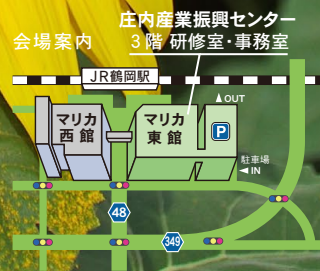 庄内産業振興センター
3階 研修室・事務室
会場案内
JR鶴岡駅
▲OUT
マリカ
西館
マリカ
東館
P
駐車場
◀IN
48
349